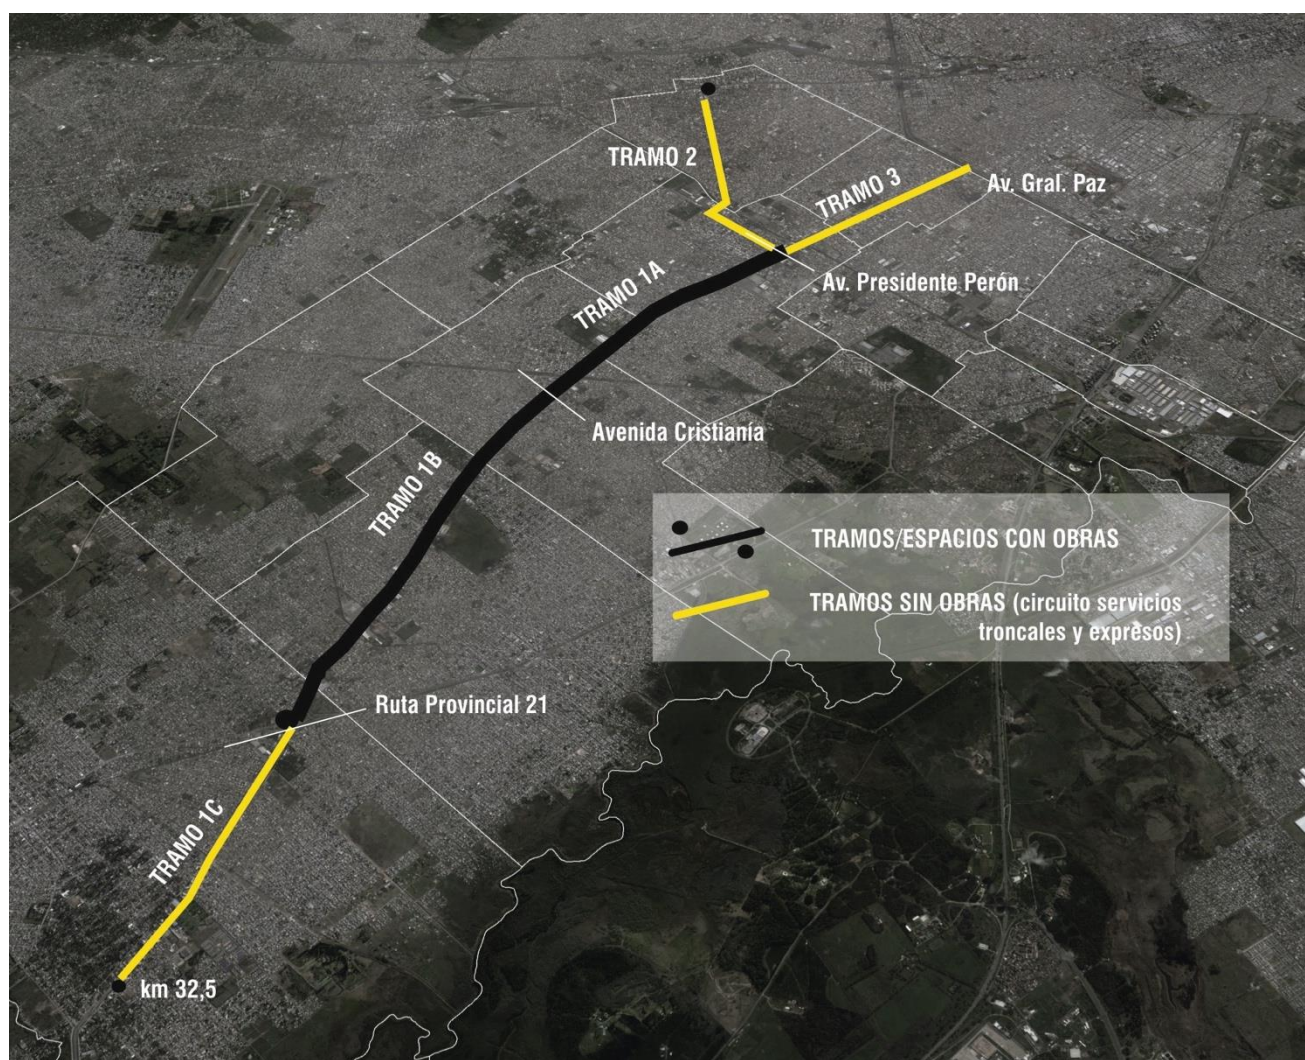 TRAMO 2
TRAMO 3
Av. Gral. Paz
TRAMO 1A
Av. Presidente Perón
Avenida Cristianía
TRAMO 1B
TRAMOS/ESPACIOS CON OBRAS
TRAMOS SIN OBRAS (circuito servicios
troncales y expresos)
Ruta Provincial 21
TRAMO 1C
km 32,5